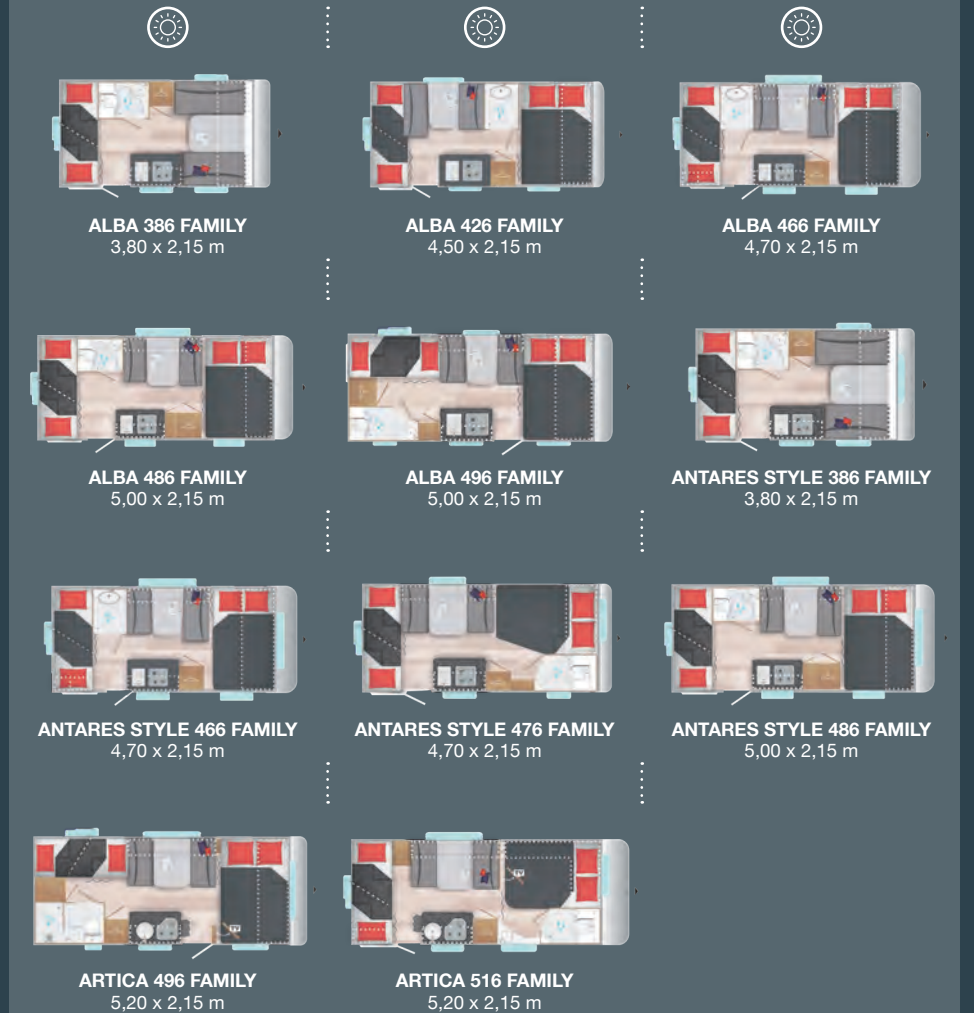 ALBA 386 FAMILY
3,80 x 2,15 m
ALBA 426 FAMILY
4,50 x 2,15 m
ALBA 466 FAMILY
4,70 x 2,15 m
ALBA 486 FAMILY
5,00 x 2,15 m
ALBA 496 FAMILY
5,00 x 2,15 m
ANTARES STYLE 386 FAMILY
3,80 x 2,15 m
ANTARES STYLE 466 FAMILY
4,70 x 2,15 m
ANTARES STYLE 476 FAMILY
4,70 x 2,15 m
ANTARES STYLE 486 FAMILY
5,00 x 2,15 m
TV
TV
ARTICA 496 FAMILY
5,20 x 2,15 m
ARTICA 516 FAMILY
5,20 x 2,15 m